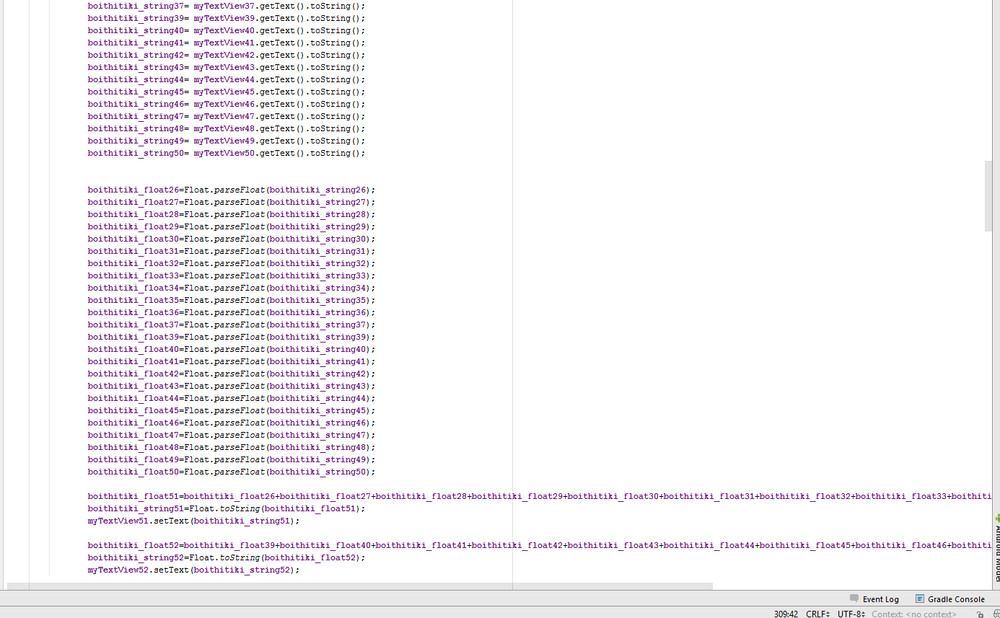 boithitiki_string37= myTextView37.getText().toString();
boithitiki_string39= myTextView39.getText().toString();
boithitiki_string40= myTextView40.getText().toString();
boithitiki_string41= myTextView41.getText().toString();
boithitiki_string42= myTextView42.getText().toString();
boithitiki_string43= myTextView43.getText().toString();
boithitiki_string44= myTextView44.getText().toString();
boithitiki_string45= myTextView45.getText().toString();
boithitiki_string46= myTextView46.getText().toString();
boithitiki_string47= myTextView47.getText().toString();
boithitiki_string48= myTextView48.getText().toString();
boithitiki_string49= myTextView49.getText().toString();
boithitiki_string50= myTextView50.getText().toString();
boithitiki_float26=Float.parseFloat(boithitiki_string26);
boithitiki_float27=Float.parseFloat(boithitiki_string27);
boithitiki_float28=Float.parseFloat(boithitiki_string28);
boithitiki_float29=Float.parseFloat(boithitiki_string29);
boithitiki_float30=Float.parseFloat(boithitiki_string30);
boithitiki_float31=Float.parseFloat(boithitiki_string31);
boithitiki_float32=Float.parseFloat(boithitiki_string32);
boithitiki_float33=Float.parseFloat(boithitiki_string33);
boithitiki_float34=Float.parseFloat(boithitiki_string34);
boithitiki_float35=Float.parseFloat(boithitiki_string35);
boithitiki_float36=Float.parseFloat(boithitiki_string36);
boithitiki_float37=Float.parseFloat(boithitiki_string37);
boithitiki_float39=Float.parseFloat(boithitiki_string39);
boithitiki_float40=Float.parseFloat(boithitiki_string40);
boithitiki_float41=Float.parseFloat(boithitiki_string41);
boithitiki_float42=Float.parseFloat(boithitiki_string42);
boithitiki_float43=Float.parseFloat(boithitiki_string43);
boithitiki_float44=Float.parseFloat(boithitiki_string44);
boithitiki_float45=Float.parseFloat(boithitiki_string45);
boithitiki_float46=Float.parseFloat(boithitiki_string46);
boithitiki_float47=Float.parseFloat(boithitiki_string47);
boithitiki_float48=Float.parseFloat(boithitiki_string48);
boithitiki_float49=Float.parseFloat(boithitiki_string49);
boithitiki_float50=Float.parseFloat(boithitiki_string50);
boithitiki_float51=boithitiki_float26+boithitiki_float27+boithitiki_float28+boithitiki_float29+boithitiki_float30+boithitiki_float31+boithitiki_float32+boithitiki_float33+boithiti
boithitiki_string51=Float.toString(boithitiki_float51);
myTextView51.setText(boithitiki_string51);
boithitiki_float52=boithitiki_float39+boithitiki_float40+boithitiki_float41+boithitiki_float42+boithitiki_float43+boithitiki_float44+boithitiki_float45+boithitiki_float46+boithiti
boithitiki_string52=Float.toString(boithitiki_float52);
myTextView52.setText(boithitiki_string52);
Android Model
Event Log Gradle Console
309:42 CRLF UTF-8 Context: <no context>